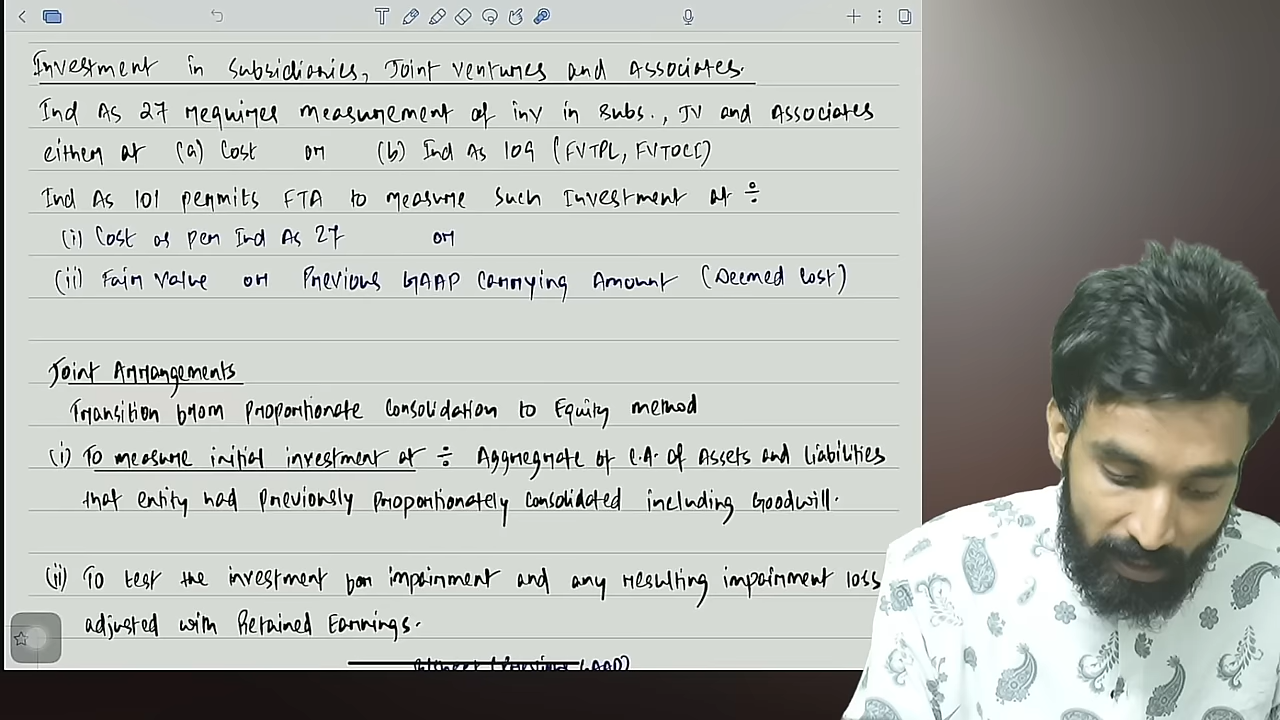 Investment in Subsidiaries, Joint Ventures and Associates.
Ind As 27 requires measurement of inv in subs., JV and Associates
either at (a) Cost or (b) Ind As 109 (FVTPL, FVTOCI)
Ind As 101 permits FTA to measure such Investment at ÷
(i) Cost as per Ind As 27 or
(ii) Fair Value or Previous GAAP Carrying Amount (Deemed Cost)
Joint Arrangements
Transition from proportionate consolidation to Equity method
(i) To measure initial investment at ÷ Aggregate of C.A. of Assets and liabilities
that entity had previously proportionately consolidated including Goodwill.
(ii) To test the investment for impairment and any resulting impairment loss
adjusted with Retained Earnings.